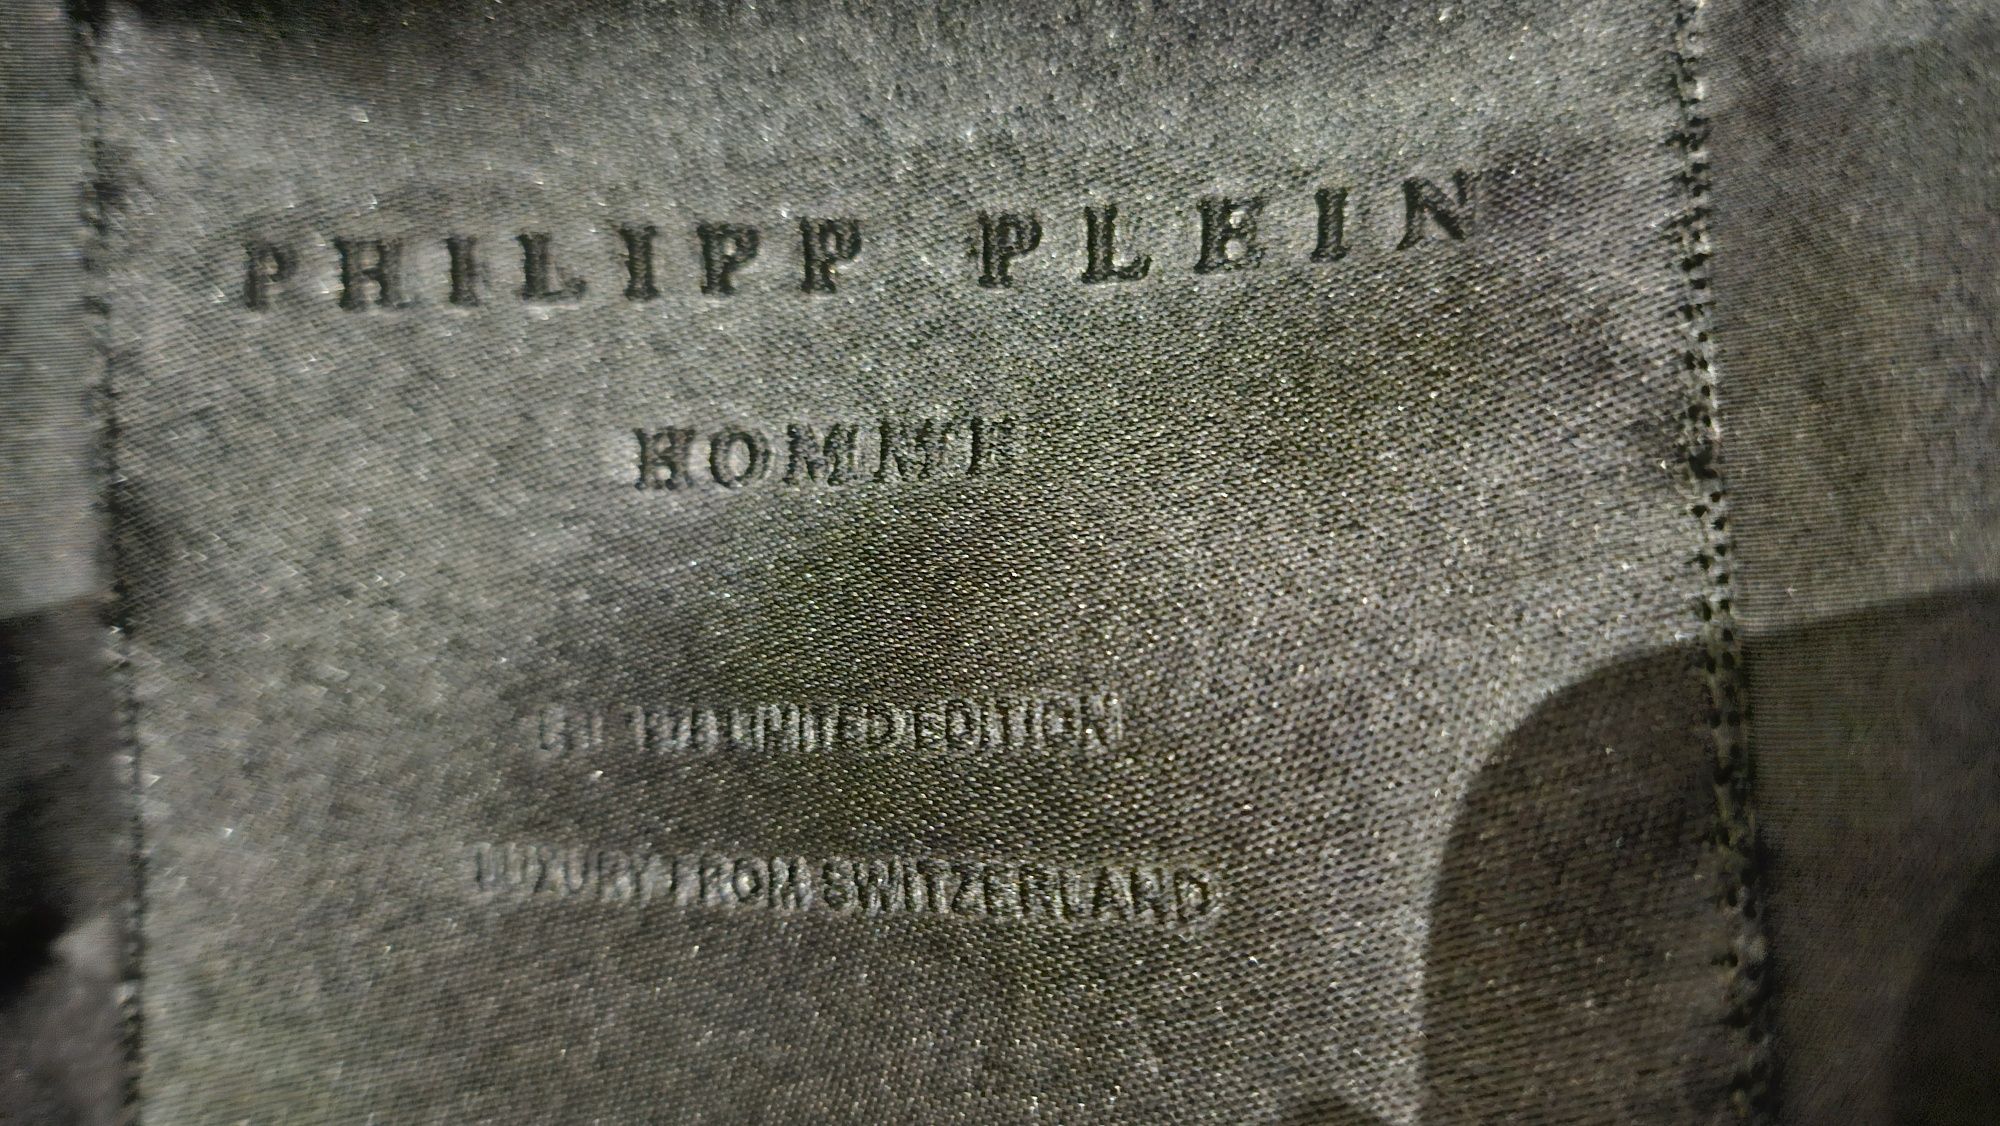 PHILIPP PLEIN
HOMME
LIMITED EDITION
LUXURY FROM SWITZERLAND